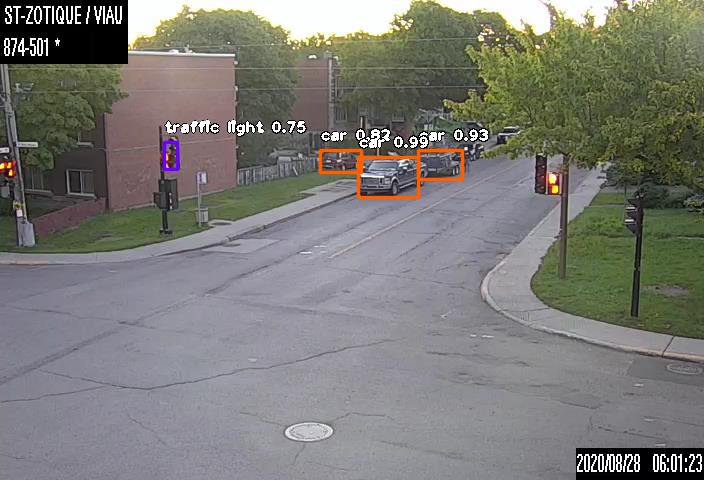 ST-ZOTIQUE / VIAU
874-501 *
traffic light 0.75
car 0.82
car 0.99
car 0.93
2020/08/28 06:01:23